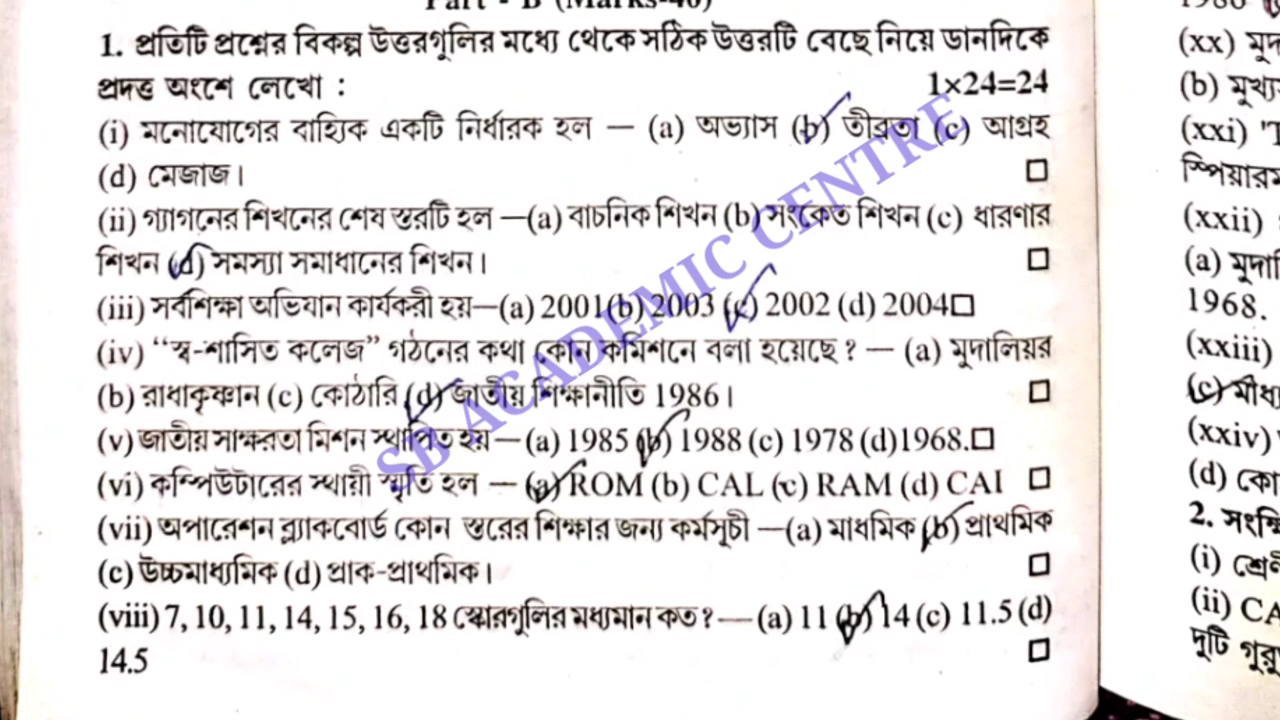 Part - B (Marks-40)
1. প্রতিটি প্রশ্নের বিকল্প উত্তরগুলির মধ্যে থেকে সঠিক উত্তরটি বেছে নিয়ে ডানদিকে
প্রদত্ত অংশে লেখো : 1×24=24
(i) মনোযোগের বাহ্যিক একটি নির্ধারক হল — (a) অভ্যাস (b) তীব্রতা (c) আগ্রহ
(d) মেজাজ। □
(ii) গ্যাগনের শিখনের শেষ স্তরটি হল —(a) বাচনিক শিখন (b) সংকেত শিখন (c) ধারণার
শিখন (d) সমস্যা সমাধানের শিখন। □
(iii) সর্বশিক্ষা অভিযান কার্যকরী হয়—(a) 2001(b) 2003 (c) 2002 (d) 2004□
(iv) “স্ব-শাসিত কলেজ” গঠনের কথা কোন কমিশনে বলা হয়েছে ? — (a) মুদালিয়র
(b) রাধাকৃষ্ণান (c) কোঠারি (d) জাতীয় শিক্ষানীতি 1986। □
(v) জাতীয় সাক্ষরতা মিশন স্থাপিত হয়—(a) 1985 (b) 1988 (c) 1978 (d)1968.□
(vi) কম্পিউটারের স্থায়ী স্মৃতি হল — (a) ROM (b) CAL (c) RAM (d) CAI □
(vii) অপারেশন ব্ল্যাকবোর্ড কোন স্তরের শিক্ষার জন্য কর্মসূচী —(a) মাধমিক (b) প্রাথমিক
(c) উচ্চমাধ্যমিক (d) প্রাক-প্রাথমিক। □
(viii) 7, 10, 11, 14, 15, 16, 18 স্কোরগুলির মধ্যমান কত ?—(a) 11 (b) 14 (c) 11.5 (d)
14.5 □
SB ACADEMIC CENTRE
(xx)
(b)
(xxi)
(xxii)
(a)
1968.
(xxiii)
(c)
(xxiv)
(d)
2.
(i)
(ii) CA
দুটি